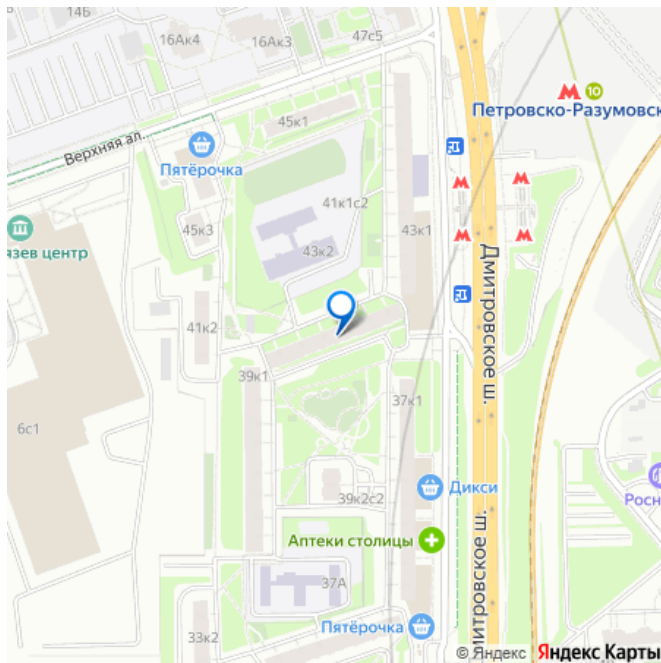 14Б
16Ак4
16Ак3
47с5
М 10
Петровско-Разумовск
45к1
Верхняя ал.
Пятёрочка
41к1с2
45к3
43к2
43к1
язев центр
Дмитровское ш.
41к2
39к1
37к1
6с1
39к2с2
Дикси
Росн
Аптеки столицы
37А
митровское ш.
33к2
Пятёрочка
© Яндекс Яндекс Карты